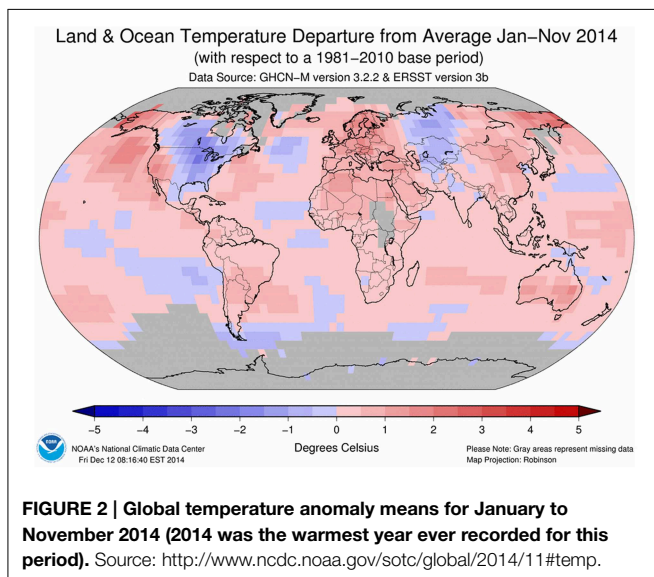 Land & Ocean Temperature Departure from Average Jan–Nov 2014
(with respect to a 1981–2010 base period)
Data Source: GHCN–M version 3.2.2 & ERSST version 3b
−5 −4 −3 −2 −1 0 1 2 3 4 5
Degrees Celsius
NOAA
NOAA's National Climatic Data Center
Fri Dec 12 08:16:40 EST 2014
Please Note: Gray areas represent missing data
Map Projection: Robinson
FIGURE 2 | Global temperature anomaly means for January to
November 2014 (2014 was the warmest year ever recorded for this
period). Source: http://www.ncdc.noaa.gov/sotc/global/2014/11#temp.